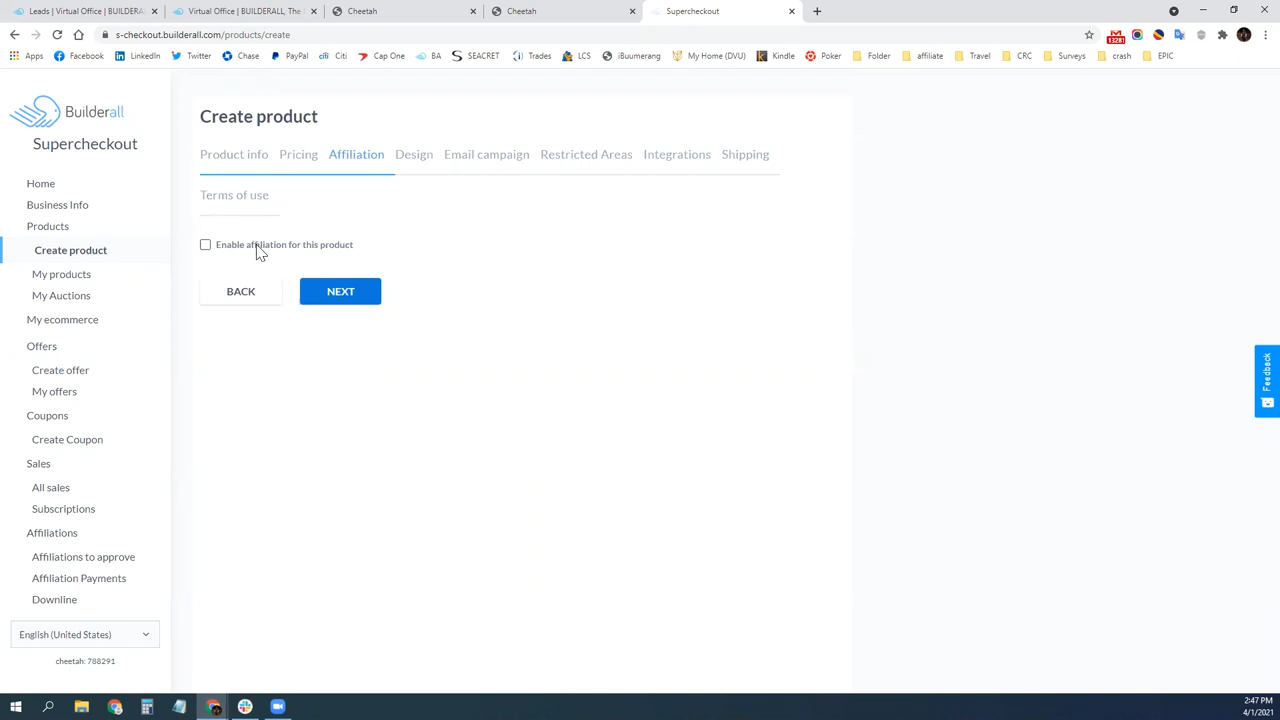 Leads | Virtual Office | BUILDERA
Virtual Office | BUILDERALL, The
Cheetah
Cheetah
Supercheckout
s-checkout.builderall.com/products/create
13281
Apps
Facebook
LinkedIn
Twitter
Chase
PayPal
Citi
Cap One
BA
SEACRET
Trades
LCS
iBuumerang
My Home (DVU)
Kindle
Poker
Folder
affiliate
Travel
CRC
Surveys
crash
EPIC
Builderall
Supercheckout
Home
Business Info
Products
Create product
My products
My Auctions
My ecommerce
Offers
Create offer
My offers
Coupons
Create Coupon
Sales
All sales
Subscriptions
Affiliations
Affiliations to approve
Affiliation Payments
Downline
English (United States)
cheetah: 788291
Create product
Product info
Pricing
Affiliation
Design
Email campaign
Restricted Areas
Integrations
Shipping
Terms of use
Enable affiliation for this product
BACK
NEXT
Feedback
2:47 PM
4/1/2021